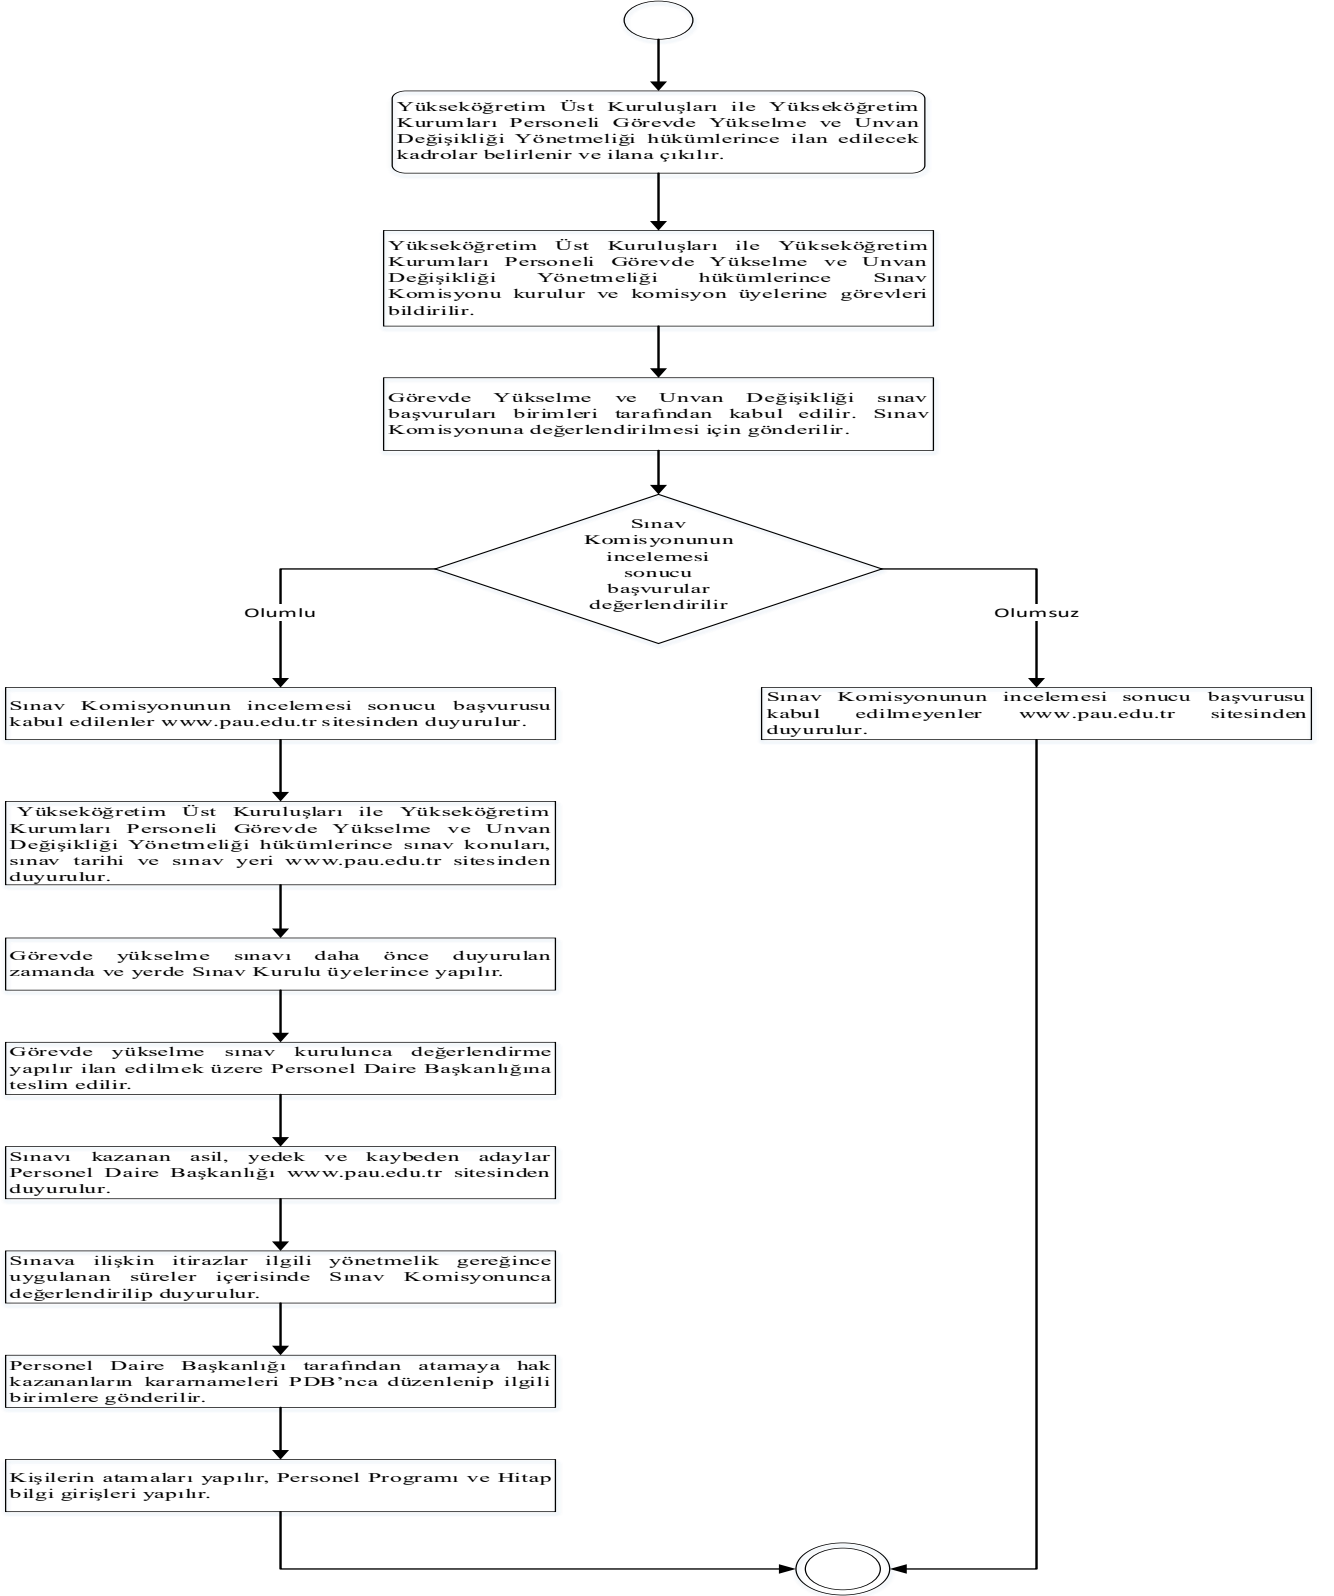 Yükseköğretim Üst Kuruluşları ile Yükseköğretim
Kurumları Personeli Görevde Yükselme ve Unvan
Değişikliği Yönetmeliği hükümlerince ilan edilecek
kadrolar belirlenir ve ilana çıkılır.
Yükseköğretim Üst Kuruluşları ile Yükseköğretim
Kurumları Personeli Görevde Yükselme ve Unvan
Değişikliği Yönetmeliği hükümlerince Sınav
Komisyonu kurulur ve komisyon üyelerine görevleri
bildirilir.
Görevde Yükselme ve Unvan Değişikliği sınav
başvuruları birimleri tarafından kabul edilir. Sınav
Komisyonuna değerlendirilmesi için gönderilir.
Sınav
Komisyonunun
incelemesi
sonucu
başvurular
değerlendirilir
Olumlu
Olumsuz
Sınav Komisyonunun incelemesi sonucu başvurusu
kabul edilenler www.pau.edu.tr sitesinden duyurulur.
Sınav Komisyonunun incelemesi sonucu başvurusu
kabul edilmeyenler www.pau.edu.tr sitesinden
duyurulur.
Yükseköğretim Üst Kuruluşları ile Yükseköğretim
Kurumları Personeli Görevde Yükselme ve Unvan
Değişikliği Yönetmeliği hükümlerince sınav konuları,
sınav tarihi ve sınav yeri www.pau.edu.tr sitesinden
duyurulur.
Görevde yükselme sınavı daha önce duyurulan
zamanda ve yerde Sınav Kurulu üyelerince yapılır.
Görevde yükselme sınav kurulunca değerlendirme
yapılır ilan edilmek üzere Personel Daire Başkanlığına
teslim edilir.
Sınavı kazanan asil, yedek ve kaybeden adaylar
Personel Daire Başkanlığı www.pau.edu.tr sitesinden
duyurulur.
Sınava ilişkin itirazlar ilgili yönetmelik gereğince
uygulanan süreler içerisinde Sınav Komisyonunca
değerlendirilip duyurulur.
Personel Daire Başkanlığı tarafından atamaya hak
kazananların kararnameleri PDB'nca düzenlenip ilgili
birimlere gönderilir.
Kişilerin atamaları yapılır, Personel Programı ve Hitap
bilgi girişleri yapılır.